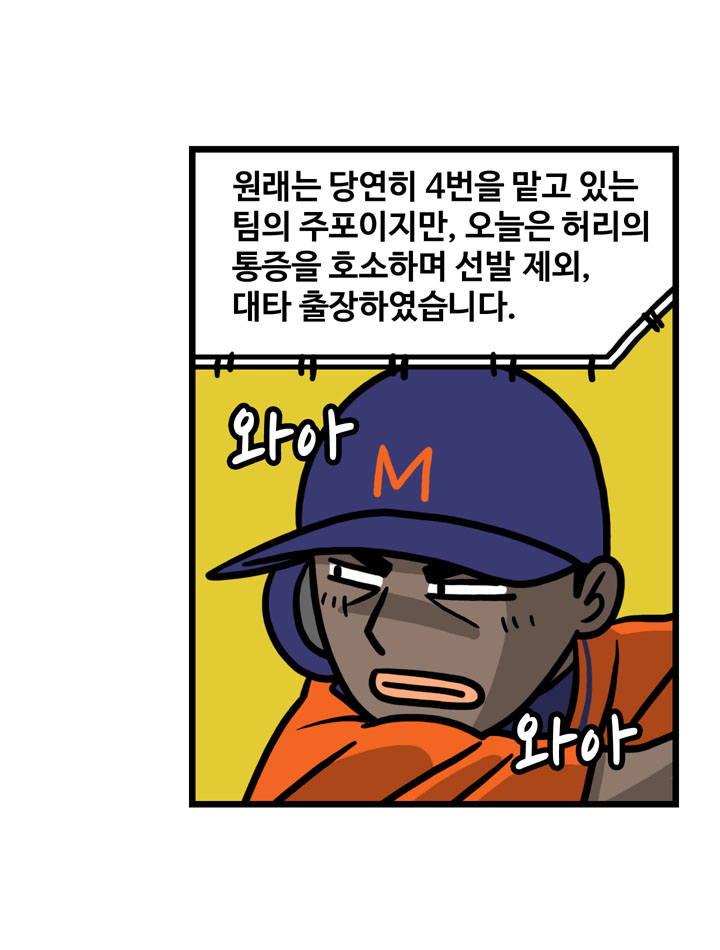 원래는 당연히 4번을 맡고 있는
팀의 주포이지만, 오늘은 허리의
통증을 호소하며 선발 제외,
대타 출장하였습니다.
와아
M
와아